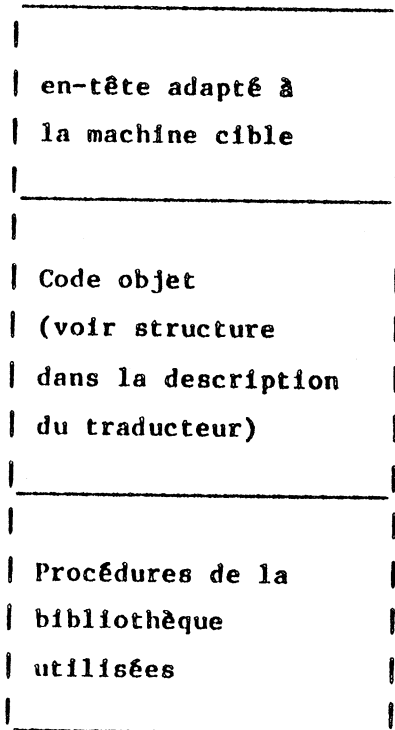 en-tête adapté à
la machine cible
Code objet
(voir structure
dans la description
du traducteur)
Procédures de la
bibliothèque
utilisées